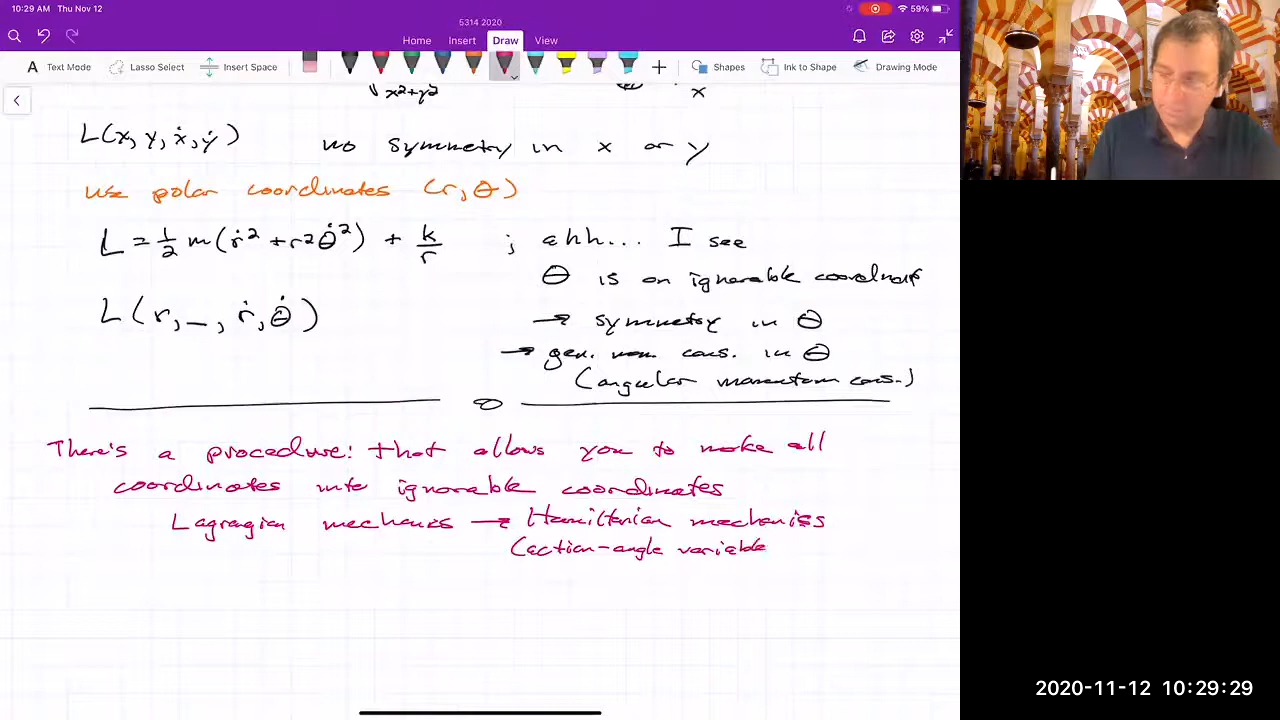 10:29 AM Thu Nov 12
59%
5314 2020
Home Insert Draw View
Text Mode Lasso Select Insert Space Shapes Ink to Shape Drawing Mode
√x2+y2
x
L(x, y, ẋ, ẏ) no symmetry in x or y
use polar coordinates (r, θ)
L = 1/2 m(ṙ² + r²θ̇²) + k/r ; ahh... I see
θ is an ignorable coordinate
L(r, _, ṙ, θ̇)
→ symmetry in θ
→ gen. mom. cons. in θ
(angular momentum cons.)
There's a procedure: that allows you to make all
coordinates into ignorable coordinates
Lagrangian mechanics → Hamiltonian mechanics
(action-angle variable
2020-11-12 10:29:29